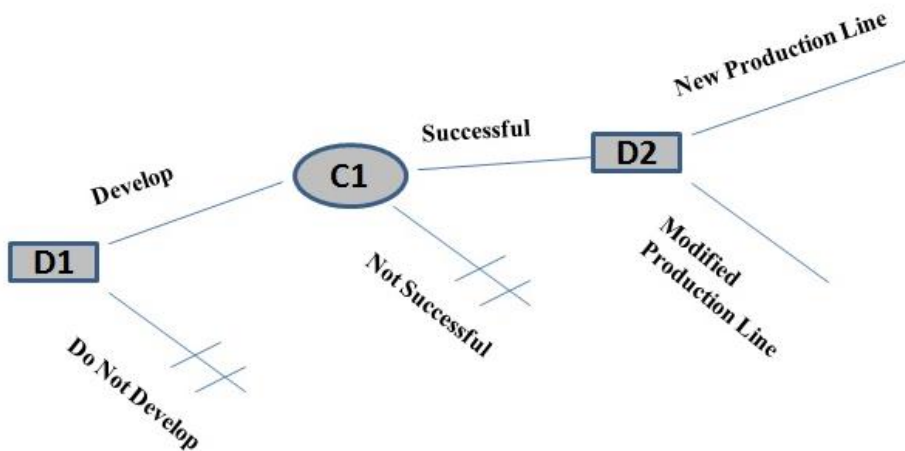 New Production Line
Successful
D2
Develop
C1
D1
Not Successful
Modified
Production Line
Do Not Develop